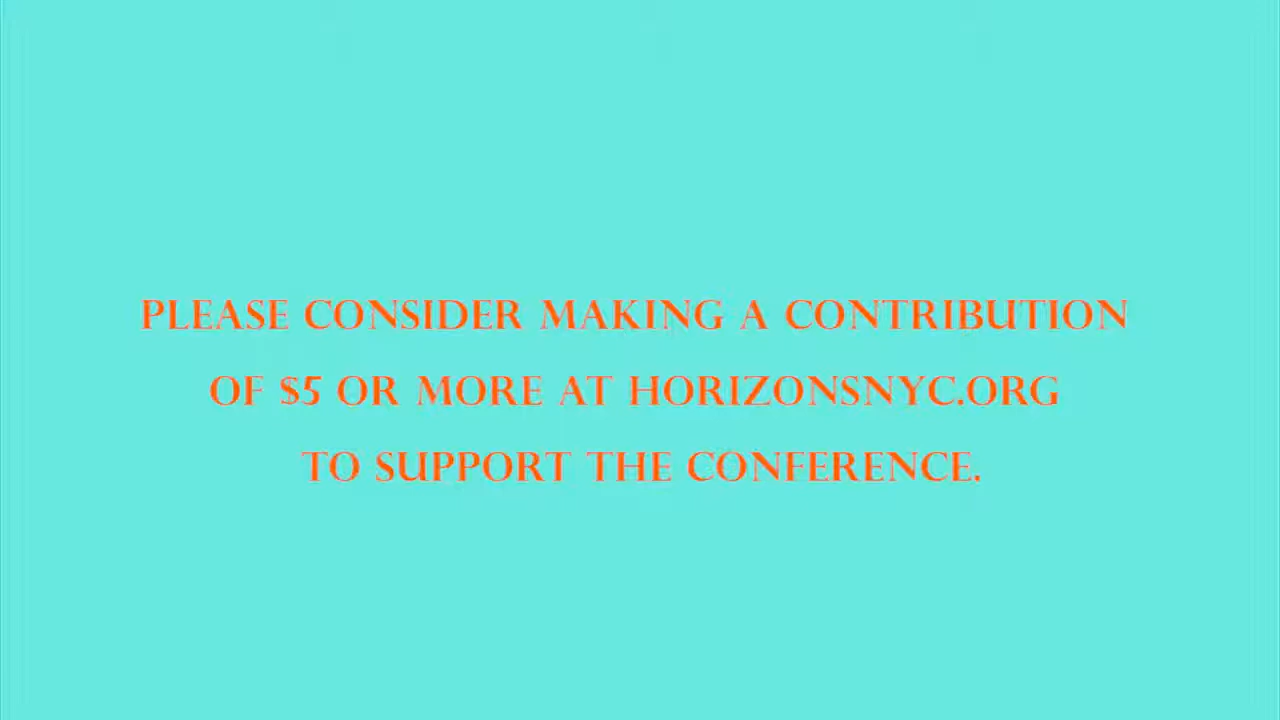 PLEASE CONSIDER MAKING A CONTRIBUTION
OF $5 OR MORE AT HORIZONSNYC.ORG
TO SUPPORT THE CONFERENCE.